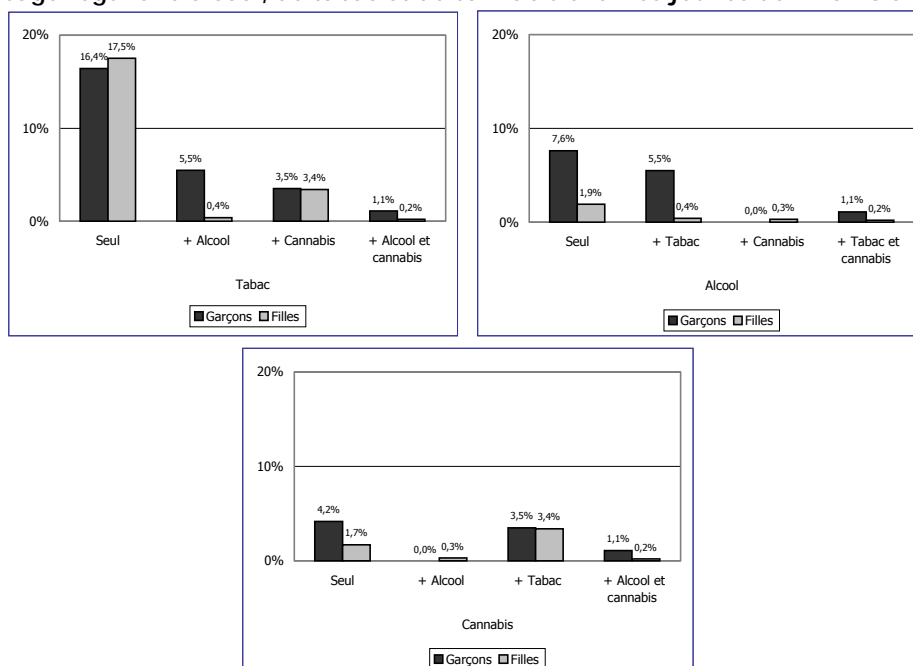 20%
10%
0%
16,4% 17,5%
5,5% 0,4%
3,5% 3,4%
1,1% 0,2%
Seul + Alcool + Cannabis + Alcool et
cannabis
Tabac
Garçons Filles
20%
10%
0%
7,6% 1,9%
5,5% 0,4%
0,0% 0,3%
1,1% 0,2%
Seul + Tabac + Cannabis + Tabac et
cannabis
Alcool
Garçons Filles
20%
10%
0%
4,2% 1,7%
0,0% 0,3%
3,5% 3,4%
1,1% 0,2%
Seul + Alcool + Tabac + Alcool et
cannabis
Cannabis
Garçons Filles